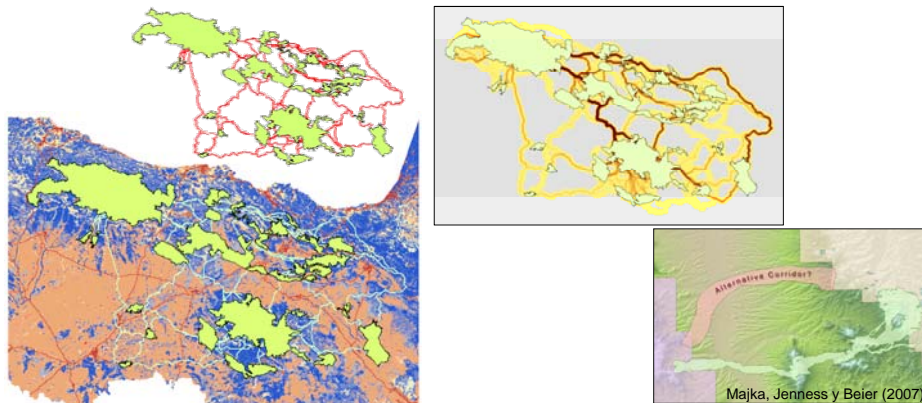 Alternative Corridor?
Majka, Jenness y Beier (2007)